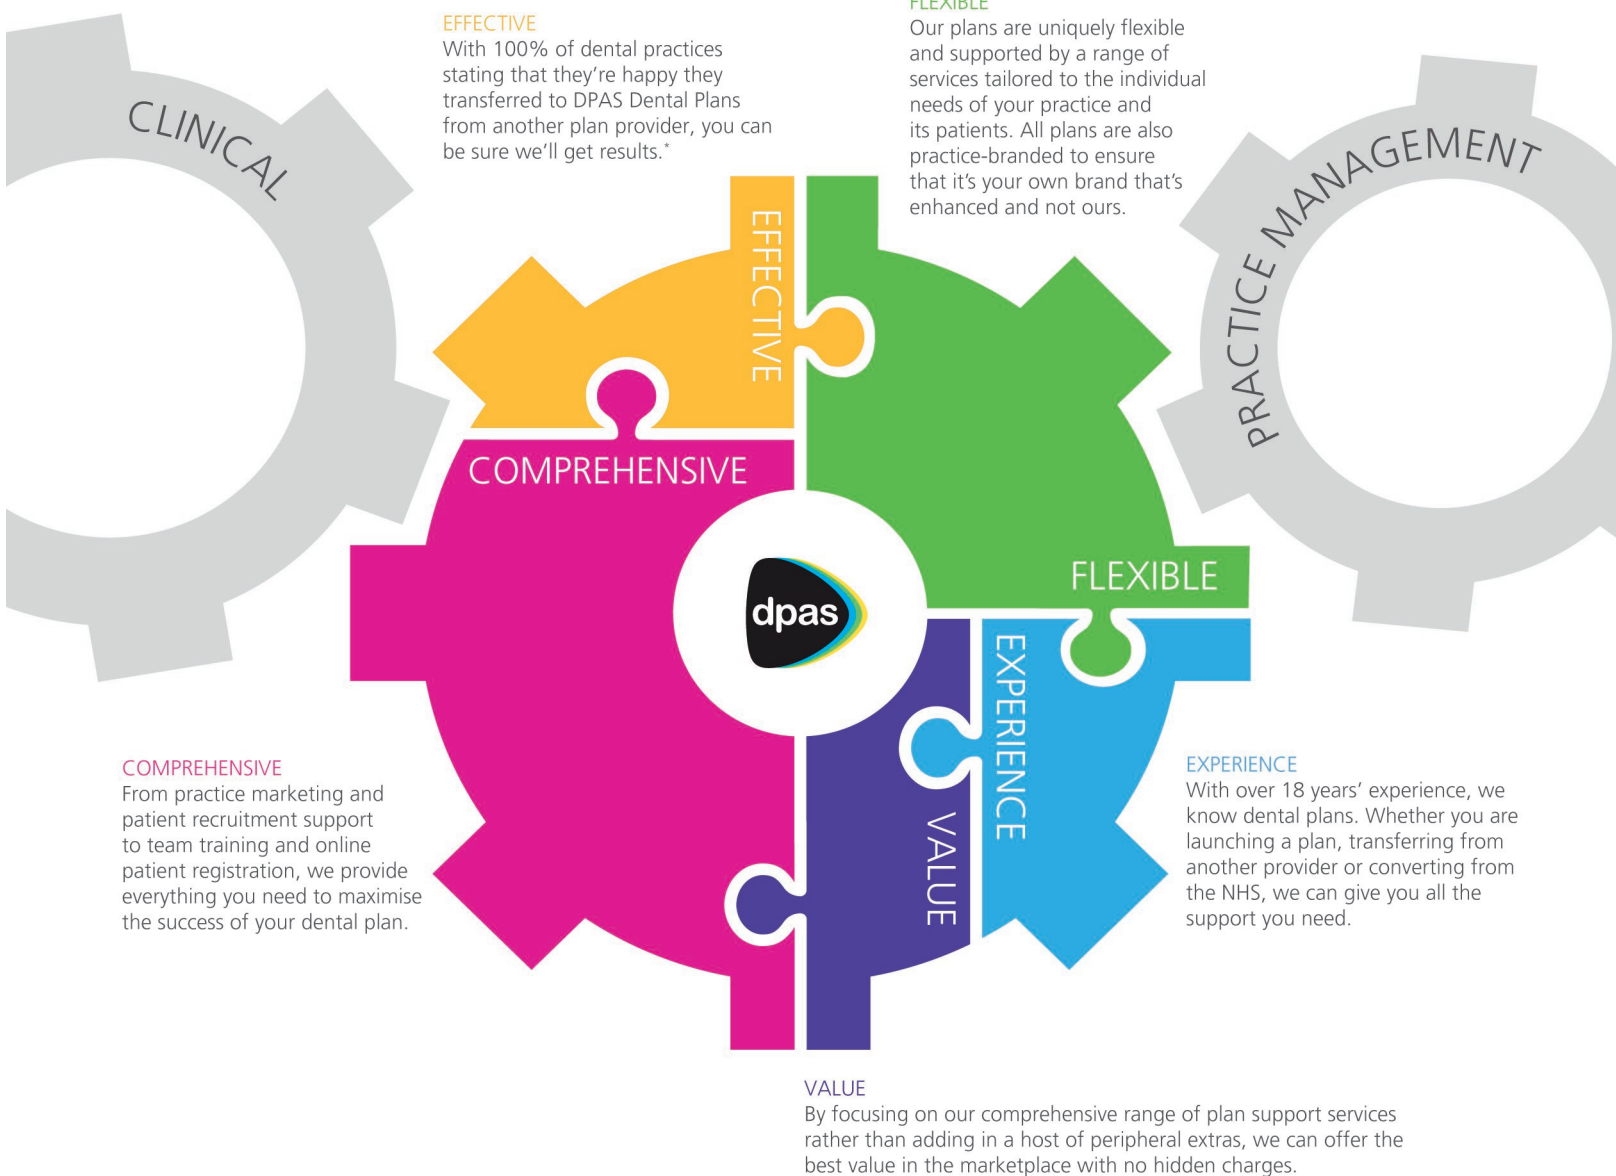 EFFECTIVE
With 100% of dental practices
stating that they're happy they
transferred to DPAS Dental Plans
from another plan provider, you can
be sure we'll get results.*
FLEXIBLE
Our plans are uniquely flexible
and supported by a range of
services tailored to the individual
needs of your practice and
its patients. All plans are also
practice-branded to ensure
that it's your own brand that's
enhanced and not ours.
CLINICAL
PRACTICE MANAGEMENT
EFFECTIVE
COMPREHENSIVE
FLEXIBLE
dpas
EXPERIENCE
VALUE
COMPREHENSIVE
From practice marketing and
patient recruitment support
to team training and online
patient registration, we provide
everything you need to maximise
the success of your dental plan.
EXPERIENCE
With over 18 years' experience, we
know dental plans. Whether you are
launching a plan, transferring from
another provider or converting from
the NHS, we can give you all the
support you need.
VALUE
By focusing on our comprehensive range of plan support services
rather than adding in a host of peripheral extras, we can offer the
best value in the marketplace with no hidden charges.